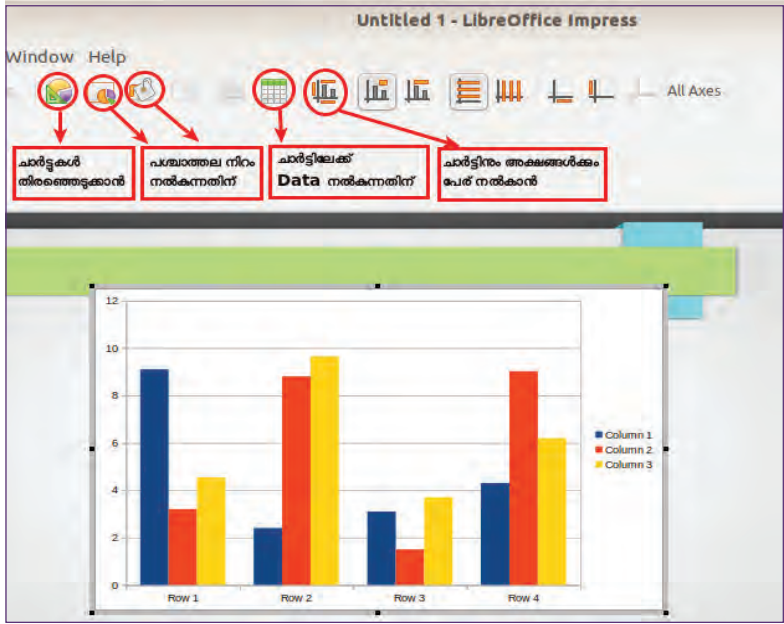 Untitled 1 - LibreOffice Impress
Window Help
All Axes
ചാർട്ടുകൾ
തിരഞ്ഞെടുക്കാൻ
പശ്ചാത്തല നിറം
നൽകുന്നതിന്
ചാർട്ടിലേക്ക്
Data നൽകുന്നതിന്
ചാർട്ടിനും അക്ഷങ്ങൾക്കും
പേര് നൽകാൻ
12
10
8
6
4
2
0
Row 1 Row 2 Row 3 Row 4
Column 1
Column 2
Column 3